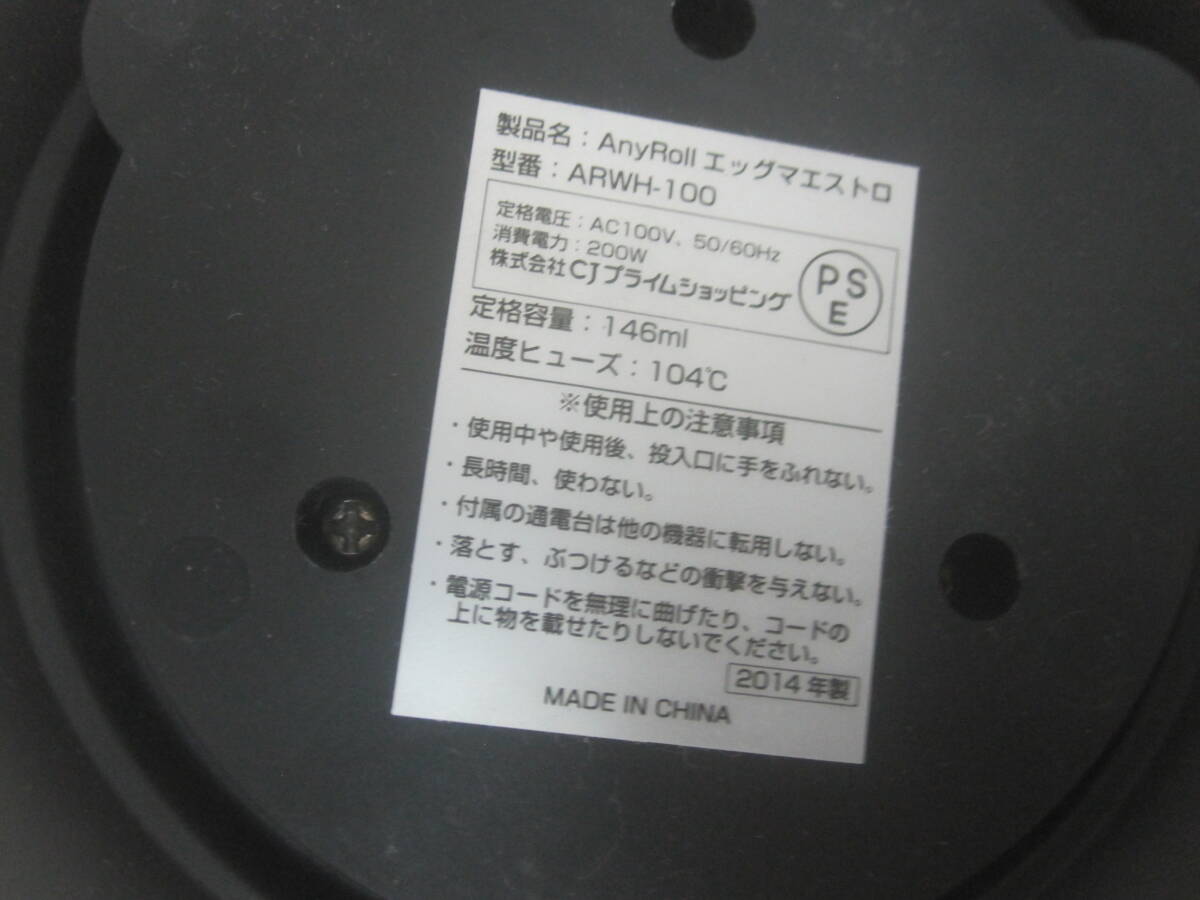 製品名：AnyRoll エッグマエストロ
型番：ARWH-100
定格電圧：AC100V、50/60Hz
消費電力：200W
株式会社CJプライムショッピング
PS
E
定格容量：146ml
温度ヒューズ：104℃
※使用上の注意事項
・使用中や使用後、投入口に手をふれない。
・長時間、使わない。
・付属の通電台は他の機器に転用しない。
・落とす、ぶつけるなどの衝撃を与えない。
・電源コードを無理に曲げたり、コードの
上に物を載せたりしないでください。
2014年製
MADE IN CHINA